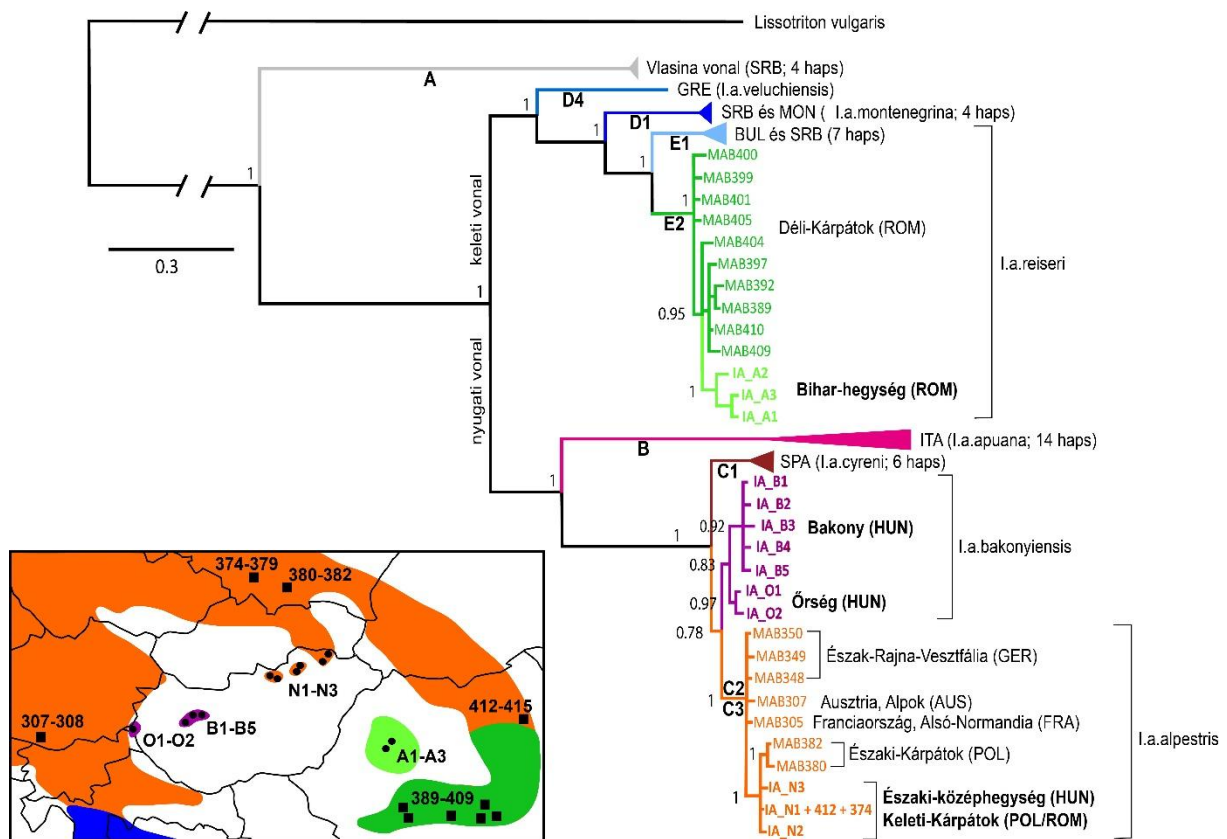 Lissotriton vulgaris
Vlasina vonal (SRB; 4 haps)
A
GRE (I.a.veluchiensis)
D4
1
SRB és MON ( I.a.montenegrina; 4 haps)
D1
1
BUL és SRB (7 haps)
E1
1
MAB400
MAB399
1
MAB401
MAB405
E2
Déli-Kárpátok (ROM)
MAB404
MAB397
MAB392
MAB389
0.95
MAB410
MAB409
IA_A2
IA_A3
1
IA_A1
Bihar-hegység (ROM)
I.a.reiseri
1
0.3
keleti vonal
1
nyugati vonal
ITA (I.a.apuana; 14 haps)
B
1
SPA (I.a.cyreni; 6 haps)
C1
IA_B1
IA_B2
0.92
IA_B3
Bakony (HUN)
1
IA_B4
0.83
IA_B5
IA_O1
0.97
Őrség (HUN)
IA_O2
I.a.bakonyiensis
0.78
MAB350
MAB349
Észak-Rajna-Vesztfália (GER)
MAB348
C2
1
MAB307
Ausztria, Alpok (AUS)
C3
MAB305
Franciaország, Alsó-Normandia (FRA)
MAB382
1
Északi-Kárpátok (POL)
MAB380
IA_N3
Északi-középhegység (HUN)
1
IA_N1 + 412 + 374
Keleti-Kárpátok (POL/ROM)
IA_N2
I.a.alpestris
374-379
380-382
N1-N3
307-308
O1-O2
B1-B5
412-415
A1-A3
389-409